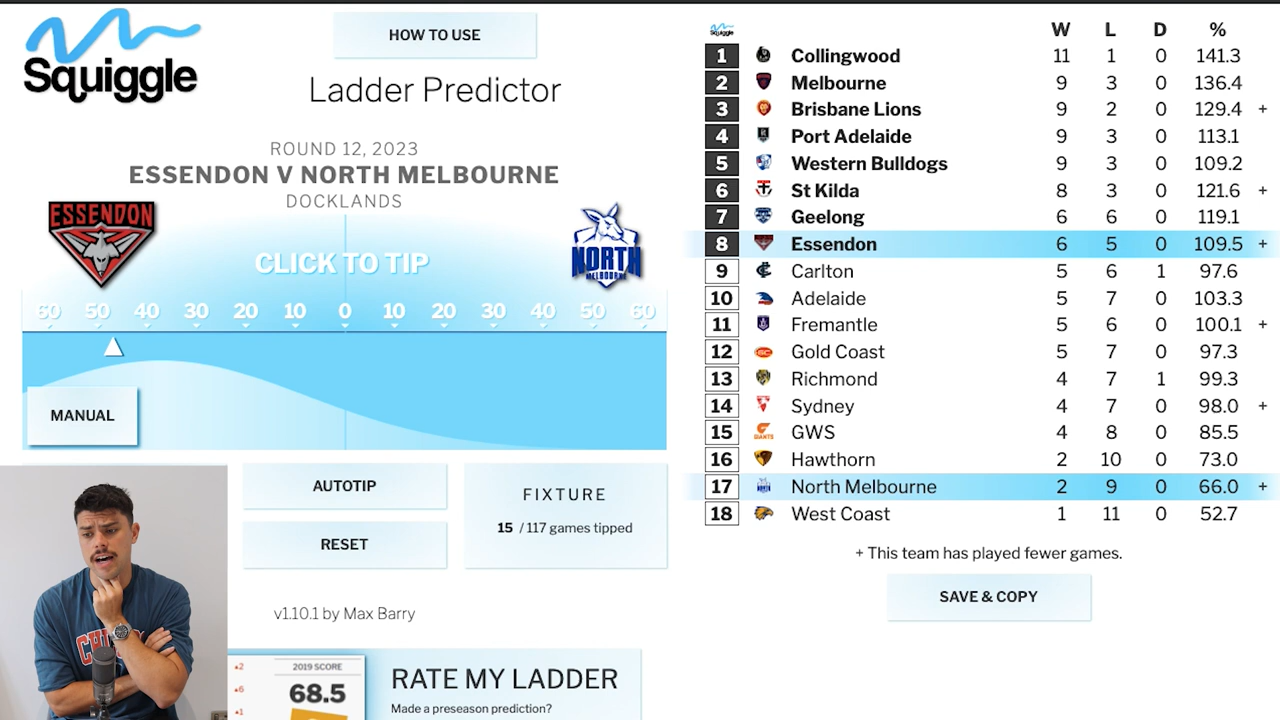 Squiggle
HOW TO USE
Ladder Predictor
ROUND 12, 2023
ESSENDON V NORTH MELBOURNE
DOCKLANDS
ESSENDON
NORTH
MELBOURNE
CLICK TO TIP
60 50 40 30 20 10 0 10 20 30 40 50 60
MANUAL
AUTOTIP
RESET
FIXTURE
15 / 117 games tipped
v1.10.1 by Max Barry
2019 SCORE
68.5
▲2
▲6
▲1
RATE MY LADDER
Made a preseason prediction?
Squiggle W L D %
1 Collingwood 11 1 0 141.3
2 Melbourne 9 3 0 136.4
3 Brisbane Lions 9 2 0 129.4 +
4 Port Adelaide 9 3 0 113.1
5 Western Bulldogs 9 3 0 109.2
6 St Kilda 8 3 0 121.6 +
7 Geelong 6 6 0 119.1
8 Essendon 6 5 0 109.5 +
9 Carlton 5 6 1 97.6
10 Adelaide 5 7 0 103.3
11 Fremantle 5 6 0 100.1 +
12 Gold Coast 5 7 0 97.3
13 Richmond 4 7 1 99.3
14 Sydney 4 7 0 98.0 +
15 GWS 4 8 0 85.5
16 Hawthorn 2 10 0 73.0
17 North Melbourne 2 9 0 66.0 +
18 West Coast 1 11 0 52.7
+ This team has played fewer games.
SAVE & COPY